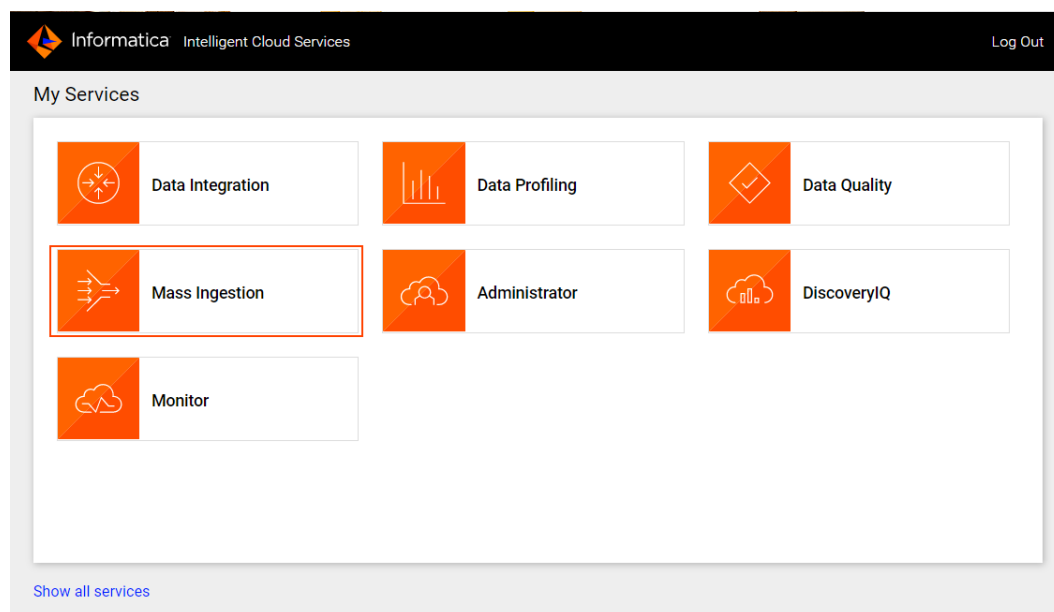 Informatica Intelligent Cloud Services Log Out
My Services
Data Integration Data Profiling Data Quality
Mass Ingestion Administrator DiscoveryIQ
Monitor
Show all services